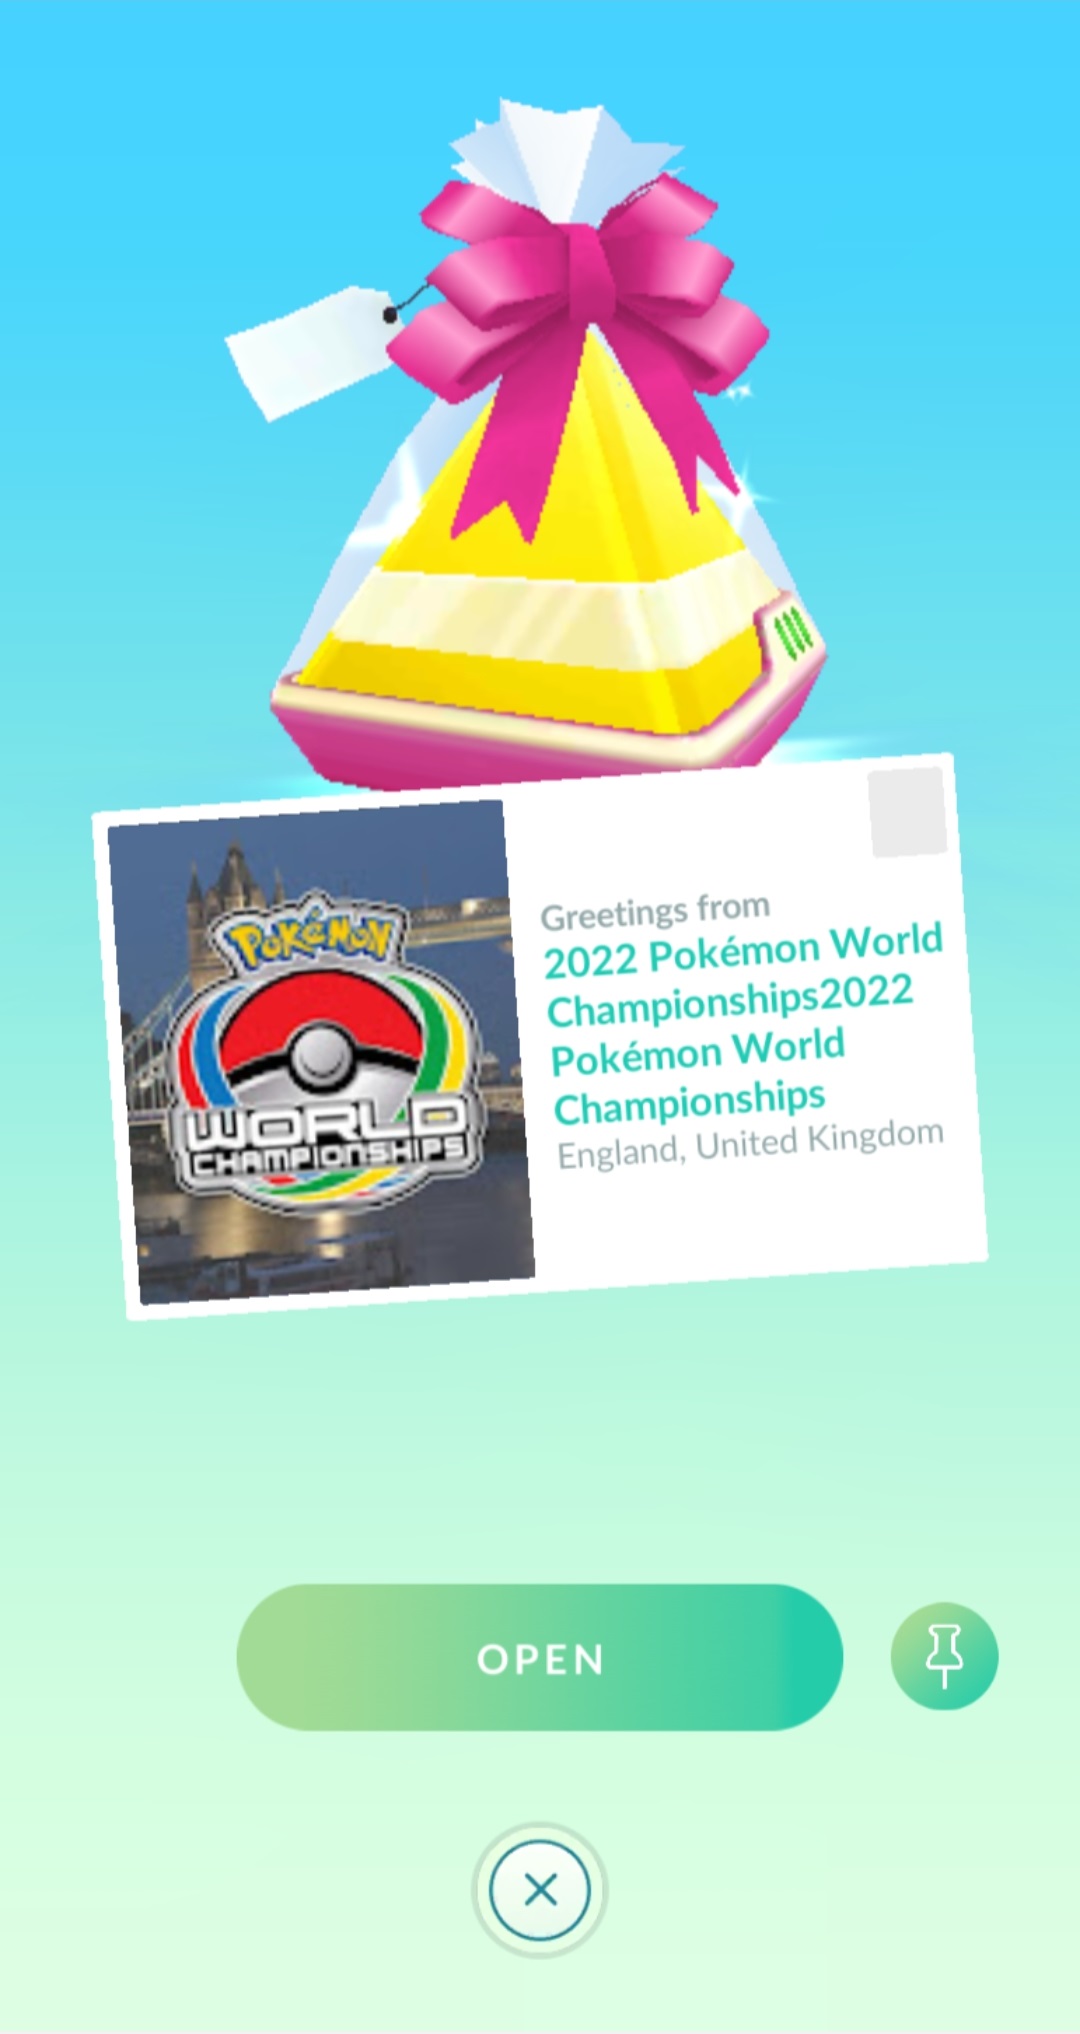 POKéMON
WORLD
CHAMPIONSHIPS
Greetings from
2022 Pokémon World
Championships2022
Pokémon World
Championships
England, United Kingdom
OPEN